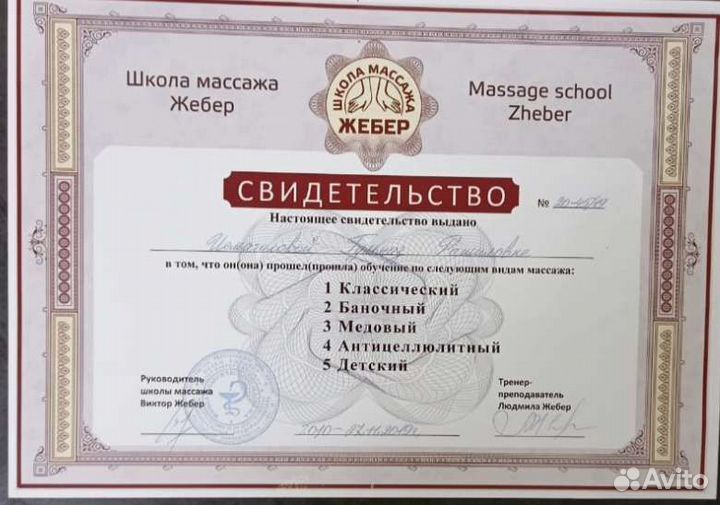 Школа массажа
Жебер
ШКОЛА МАССАЖА
ЖЕБЕР
Massage school
Zheber
СВИДЕТЕЛЬСТВО
№
Настоящее свидетельство выдано
в том, что он(она) прошел(прошла) обучение по следующим видам массажа:
1 Классический
2 Баночный
3 Медовый
4 Антицеллюлитный
5 Детский
Руководитель
школы массажа
Виктор Жебер
Тренер-
преподаватель
Людмила Жебер
Avito